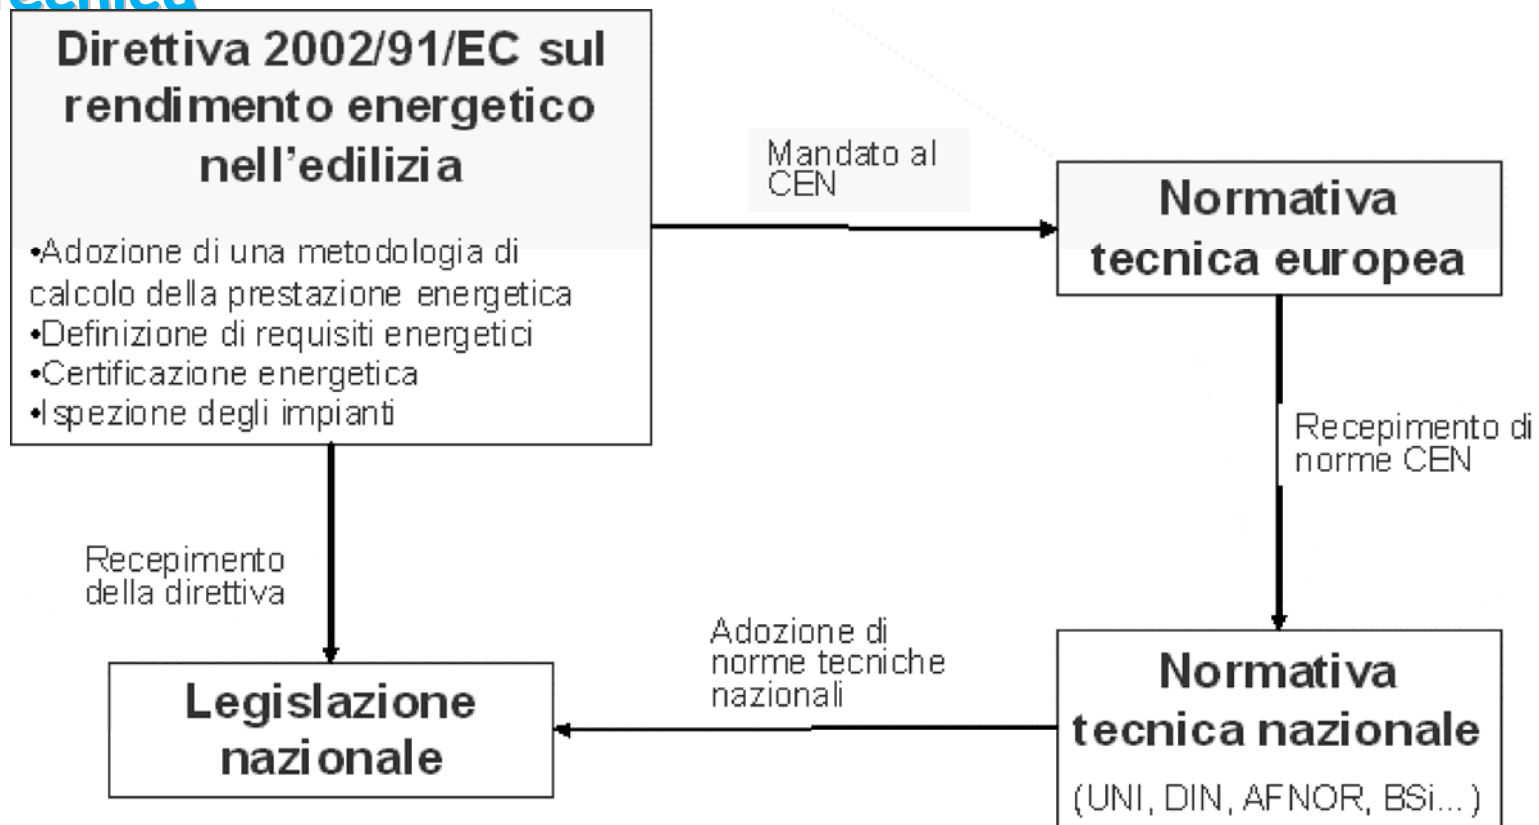 Direttiva 2002/91/EC sul
rendimento energetico
nell'edilizia
•Adozione di una metodologia di
calcolo della prestazione energetica
•Definizione di requisiti energetici
•Certificazione energetica
•Ispezione degli impianti
Mandato al
CEN
Normativa
tecnica europea
Recepimento di
norme CEN
Recepimento
della direttiva
Adozione di
norme tecniche
nazionali
Legislazione
nazionale
Normativa
tecnica nazionale
(UNI, DIN, AFNOR, BSi...)